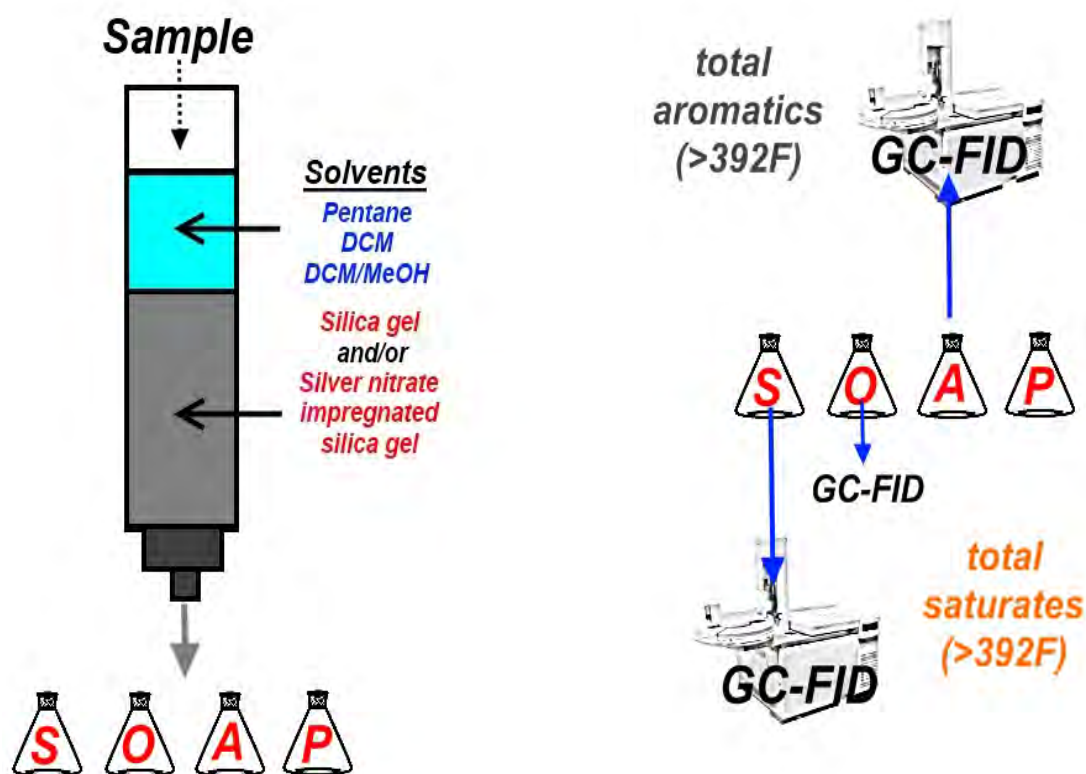 Sample
Solvents
Pentane
DCM
DCM/MeOH
Silica gel
and/or
Silver nitrate
impregnated
silica gel
S O A P
total
aromatics
(>392F)
GC-FID
S O A P
GC-FID
total
saturates
(>392F)
GC-FID